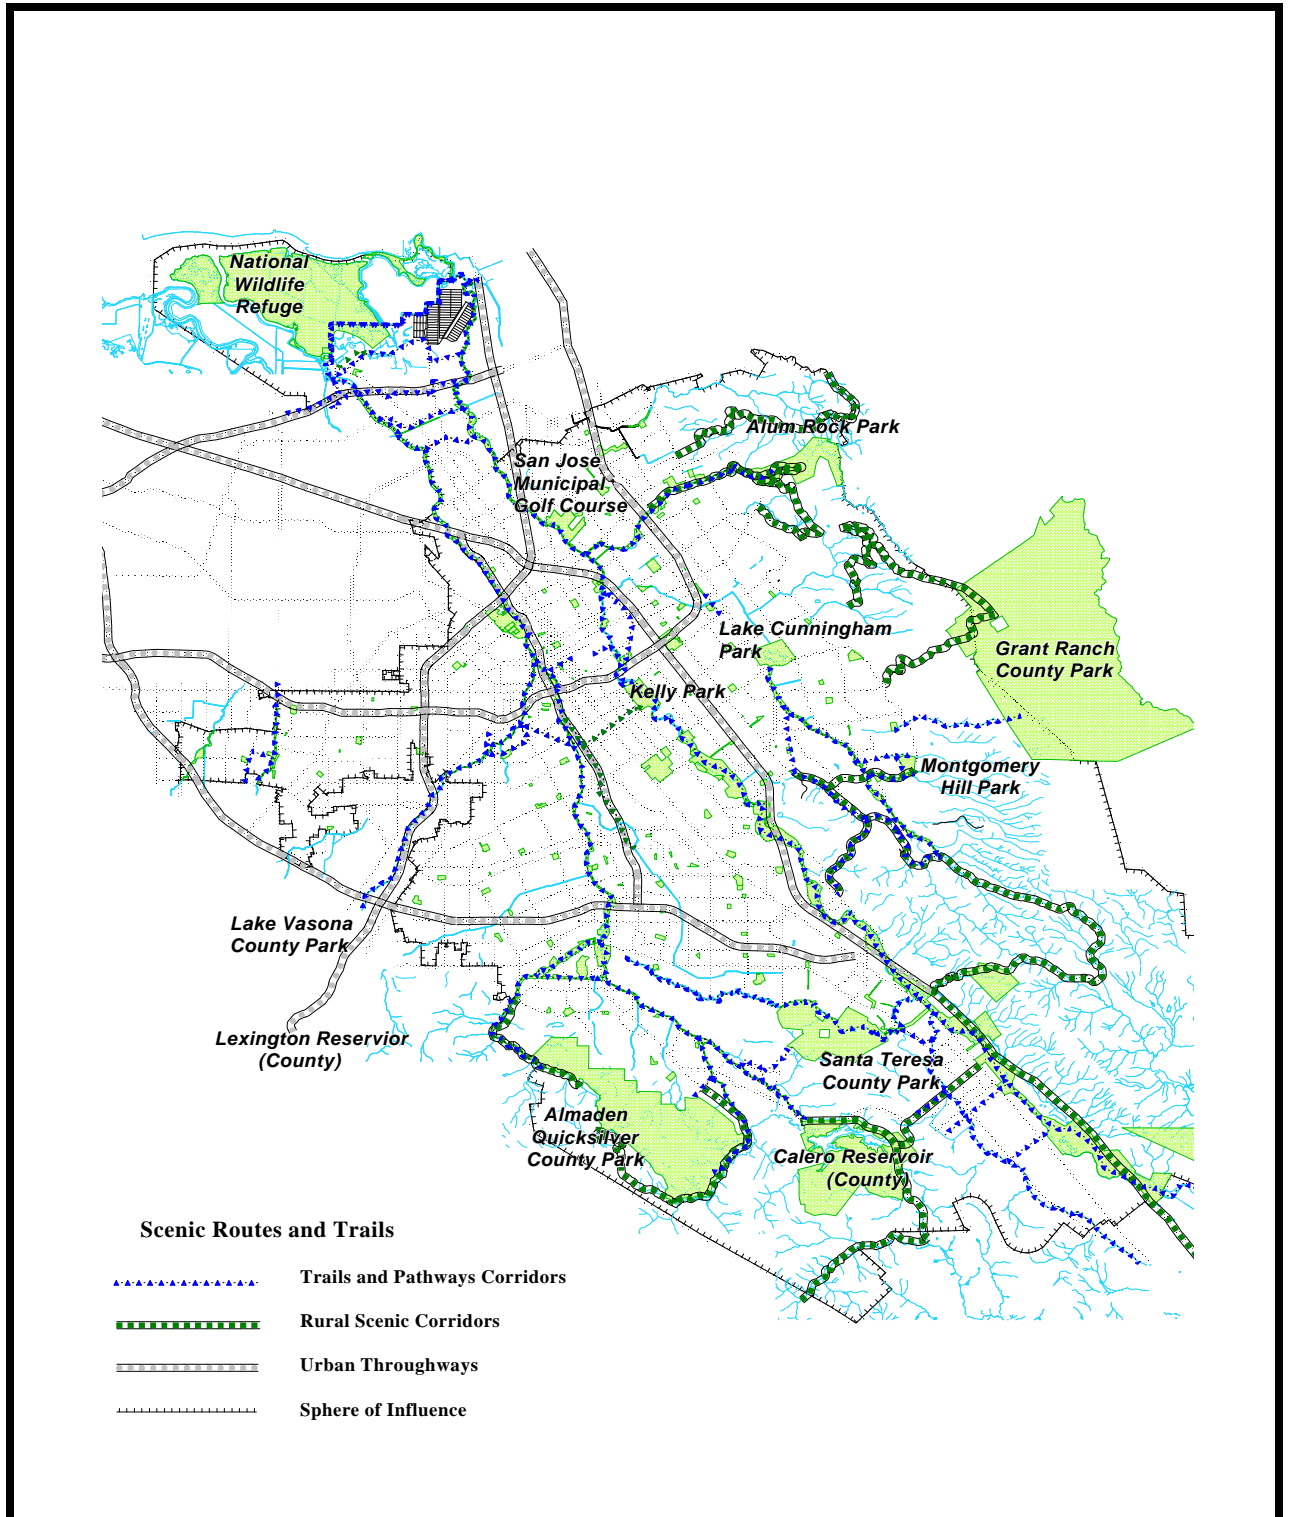 National
Wildlife
Refuge
Alum Rock Park
San Jose
Municipal
Golf Course
Lake Cunningham
Park
Grant Ranch
County Park
Kelly Park
Montgomery
Hill Park
Lake Vasona
County Park
Lexington Reservior
(County)
Santa Teresa
County Park
Almaden
Quicksilver
County Park
Calero Reservoir
(County)
Scenic Routes and Trails
Trails and Pathways Corridors
Rural Scenic Corridors
Urban Throughways
Sphere of Influence